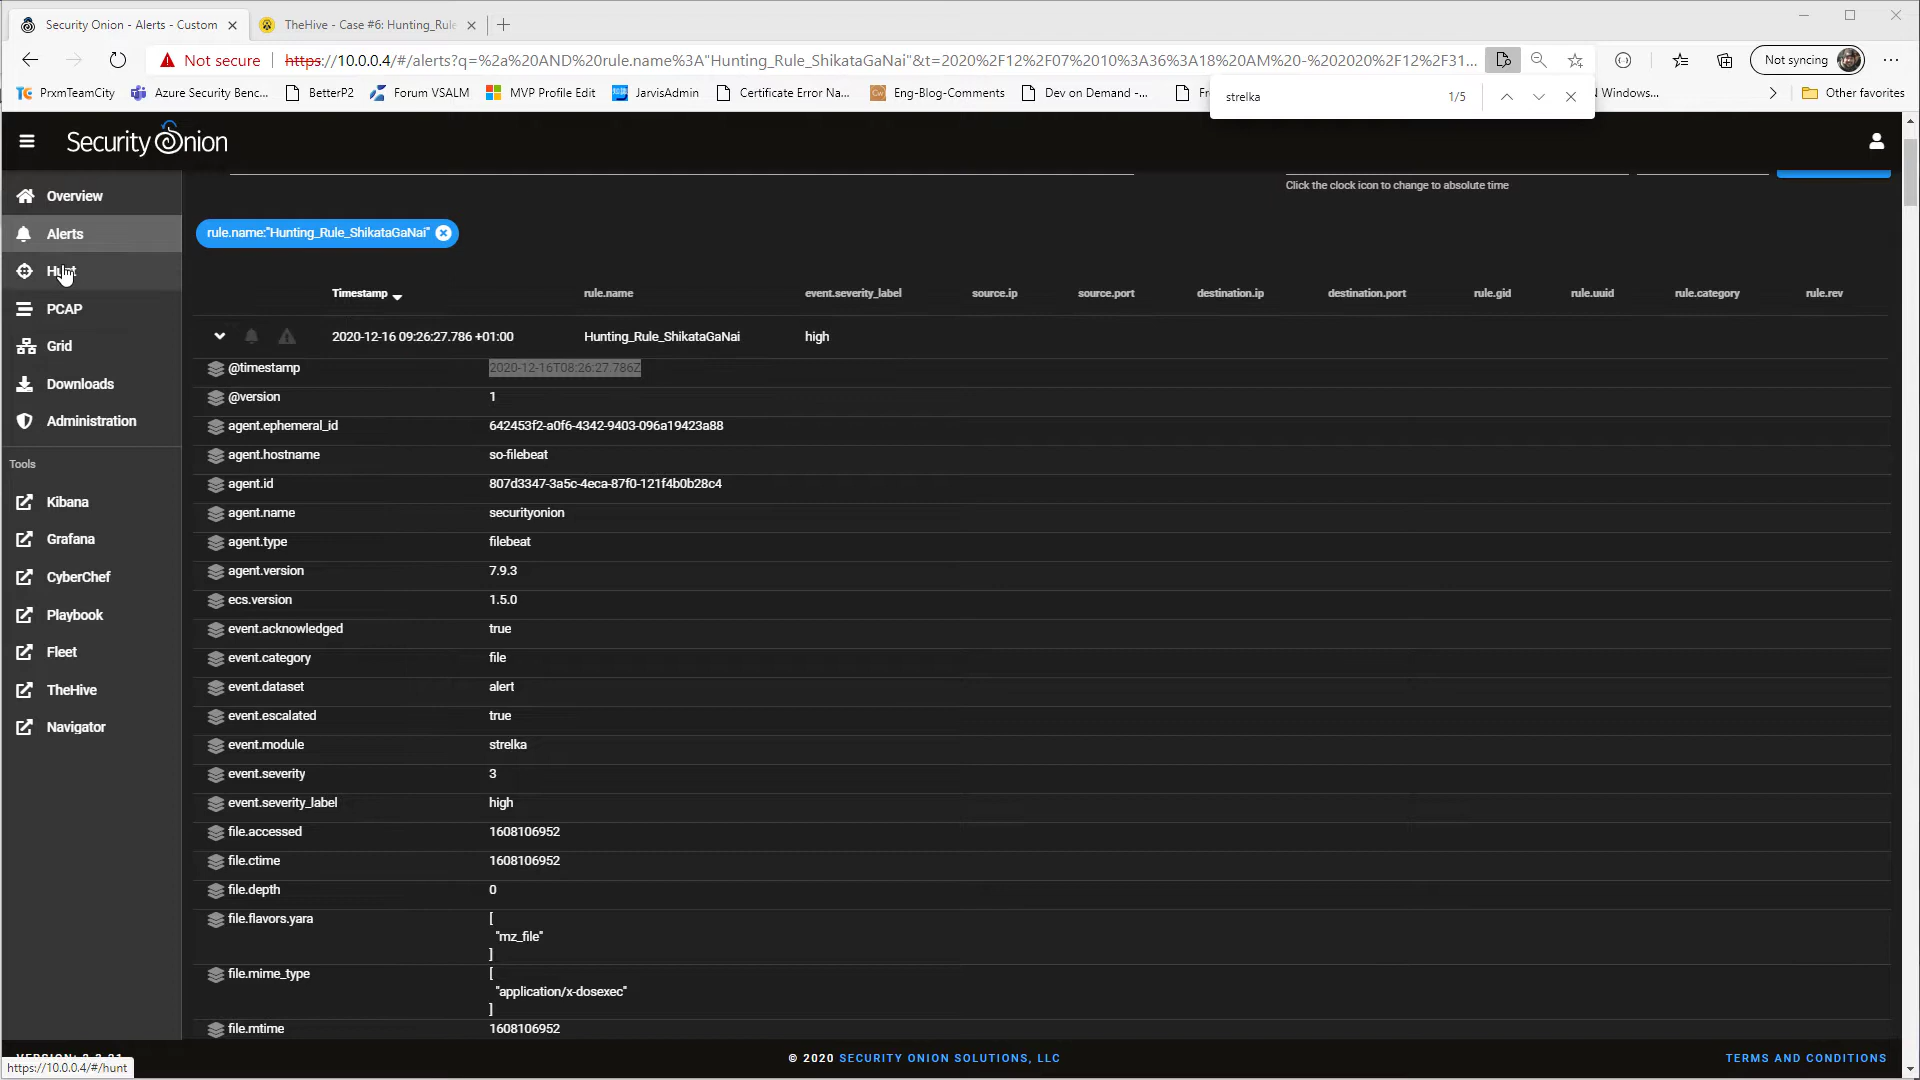 Security Onion - Alerts - Custom
TheHive - Case #6: Hunting_Rule
Not secure
https://10.0.0.4/#/alerts?q=%2a%20AND%20rule.name%3A"Hunting_Rule_ShikataGaNai"&t=2020%2F12%2F07%2010%3A36%3A18%20AM%20-%202020%2F12%2F31...
Not syncing
PrxmTeamCity
Azure Security Benc...
BetterP2
Forum VSALM
MVP Profile Edit
JarvisAdmin
Certificate Error Na...
Eng-Blog-Comments
Dev on Demand -...
Windows...
Other favorites
strelka
1/5
Security Onion
Click the clock icon to change to absolute time
Overview
Alerts
Hunt
PCAP
Grid
Downloads
Administration
Tools
Kibana
Grafana
CyberChef
Playbook
Fleet
TheHive
Navigator
rule.name:"Hunting_Rule_ShikataGaNai"
Timestamp rule.name event.severity_label source.ip source.port destination.ip destination.port rule.gid rule.uuid rule.category rule.rev
2020-12-16 09:26:27.786 +01:00 Hunting_Rule_ShikataGaNai high
@timestamp 2020-12-16T08:26:27.786Z
@version 1
agent.ephemeral_id 642453f2-a0f6-4342-9403-096a19423a88
agent.hostname so-filebeat
agent.id 807d3347-3a5c-4eca-87f0-121f4b0b28c4
agent.name securityonion
agent.type filebeat
agent.version 7.9.3
ecs.version 1.5.0
event.acknowledged true
event.category file
event.dataset alert
event.escalated true
event.module strelka
event.severity 3
event.severity_label high
file.accessed 1608106952
file.ctime 1608106952
file.depth 0
file.flavors.yara [
"mz_file"
]
file.mime_type [
"application/x-dosexec"
]
file.mtime 1608106952
© 2020 SECURITY ONION SOLUTIONS, LLC
TERMS AND CONDITIONS
https://10.0.0.4/#/hunt